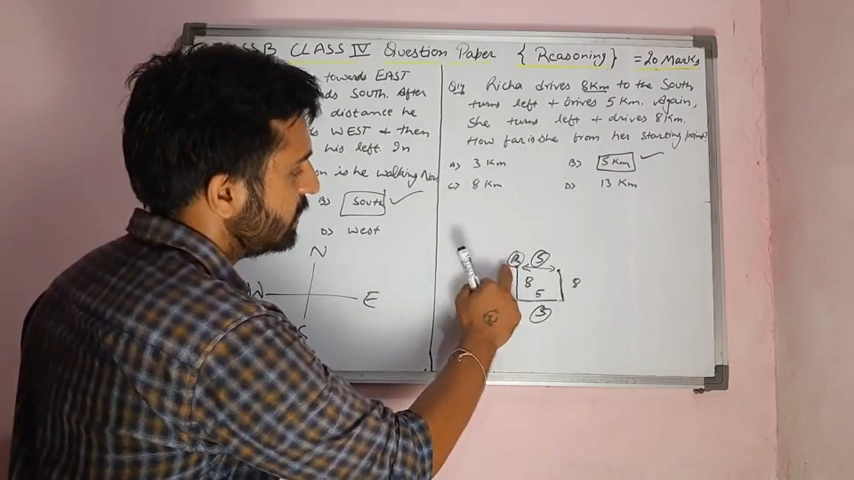 B CLASS IV Question Paper { Reasoning } = 20 Marks
towards EAST
SOUTH. After
distance he
WEST + then
his left. In
is he walking Now
B) South
D) West
N
W E
S
Q19 Richa drives 8Km to the South,
turns left + drives 5 Km. Again,
She turns left + drives 8Km.
How far is she from her starting point?
A) 3 Km B) 5 Km
C) 8 Km D) 13 Km
R 5
8 8
5